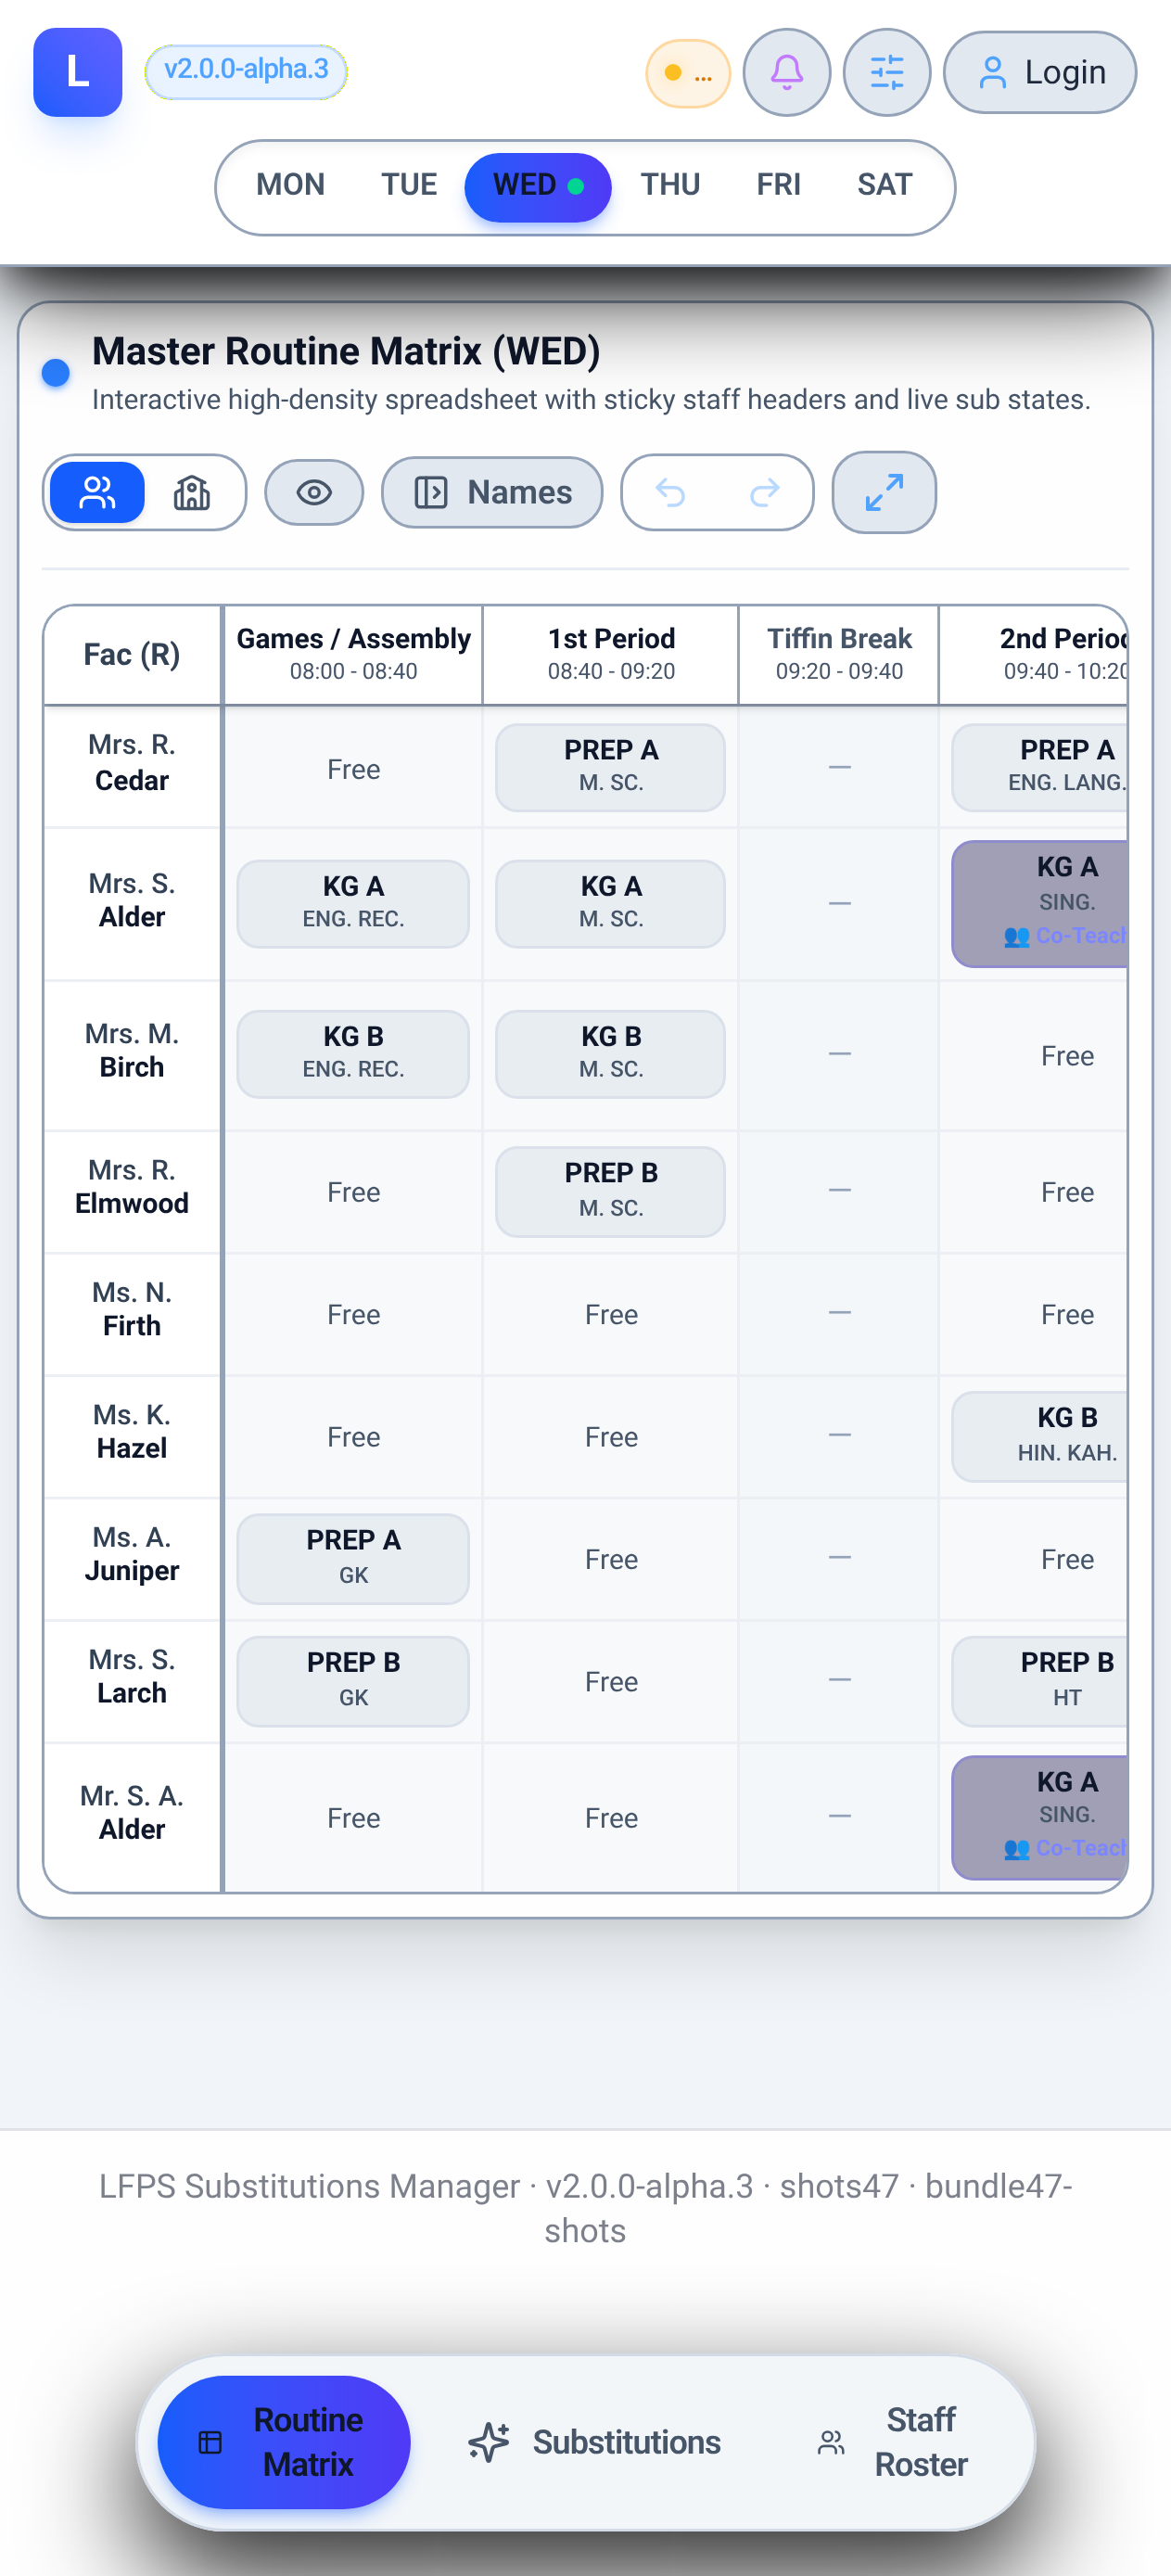 L
v2.0.0-alpha.3
...
Login
MON TUE WED THU FRI SAT
Master Routine Matrix (WED)
Interactive high-density spreadsheet with sticky staff headers and live sub states.
Names
Fac (R) Games / Assembly 1st Period Tiffin Break 2nd Period
08:00 - 08:40 08:40 - 09:20 09:20 - 09:40 09:40 - 10:20
Mrs. R. Cedar Free PREP A M. SC. — PREP A ENG. LANG.
Mrs. S. Alder KG A ENG. REC. KG A M. SC. — KG A SING. 👥 Co-Teach
Mrs. M. Birch KG B ENG. REC. KG B M. SC. — Free
Mrs. R. Elmwood Free PREP B M. SC. — Free
Ms. N. Firth Free Free — Free
Ms. K. Hazel Free Free — KG B HIN. KAH.
Ms. A. Juniper PREP A GK Free — Free
Mrs. S. Larch PREP B GK Free — PREP B HT
Mr. S. A. Alder Free Free — KG A SING. 👥 Co-Teach
LFPS Substitutions Manager · v2.0.0-alpha.3 · shots47 · bundle47-
shots
Routine
Matrix
Substitutions
Staff
Roster